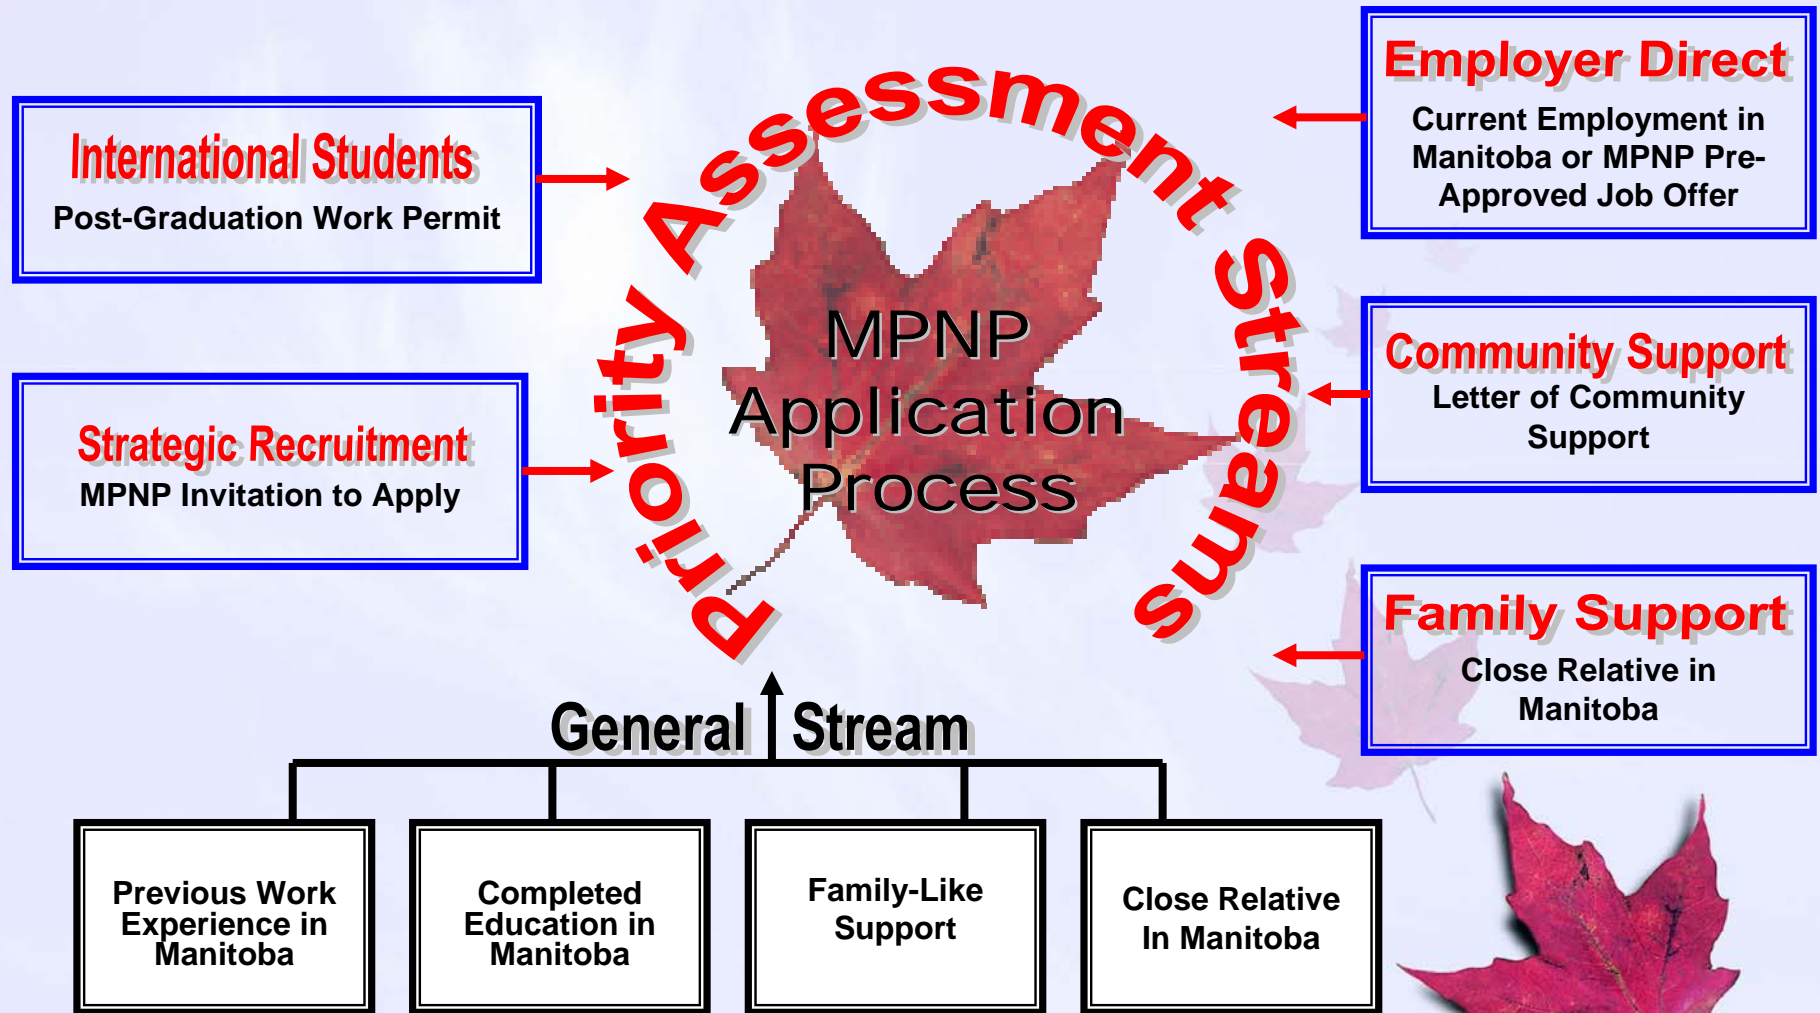 International Students
Post-Graduation Work Permit
Strategic Recruitment
MPNP Invitation to Apply
Priority Assessment Streams
MPNP
Application
Process
Employer Direct
Current Employment in
Manitoba or MPNP Pre-
Approved Job Offer
Community Support
Letter of Community
Support
Family Support
Close Relative in
Manitoba
General Stream
Previous Work
Experience in
Manitoba
Completed
Education in
Manitoba
Family-Like
Support
Close Relative
In Manitoba